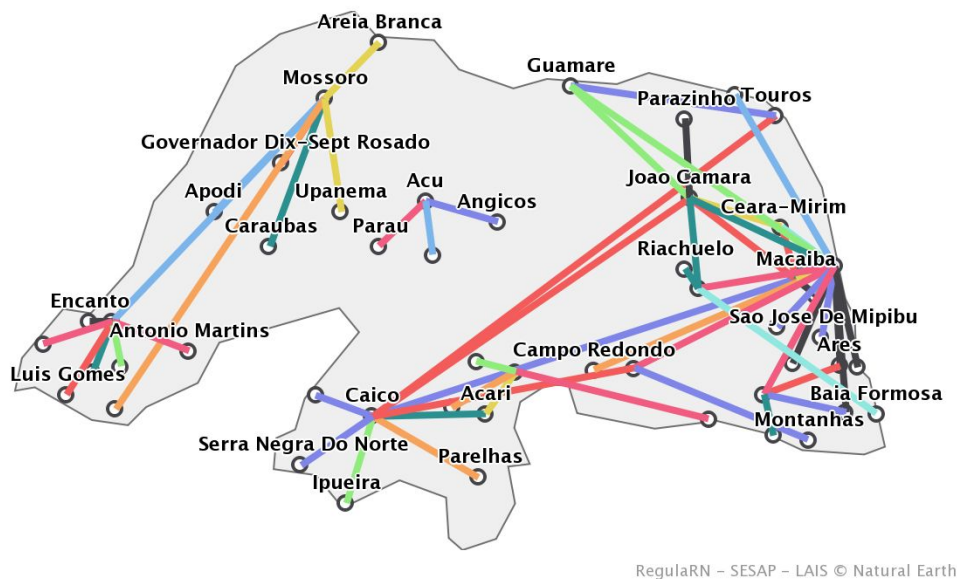 Areia Branca
Guamare
Mossoro
Parazinho
Touros
Governador Dix-Sept Rosado
Joao Camara
Acu
Apodi
Upanema
Angicos
Ceara-Mirim
Caraubas
Parau
Riachuelo
Macaiba
Encanto
Sao Jose De Mipibu
Antonio Martins
Ares
Campo Redondo
Luis Gomes
Caico
Acari
Baia Formosa
Montanhas
Serra Negra Do Norte
Parelhas
Ipueira
RegulaRN - SESAP - LAIS © Natural Earth